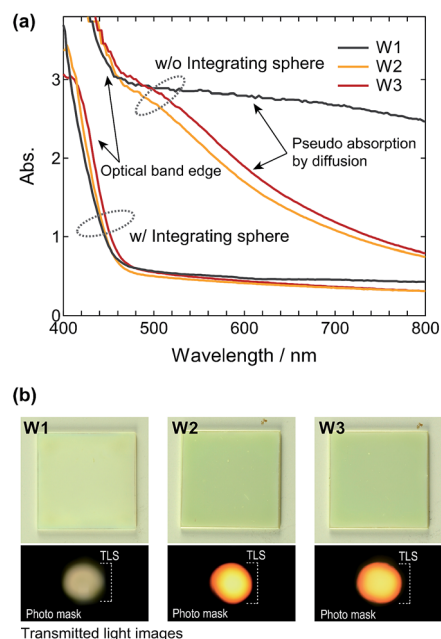 (a)
w/o Integrating sphere
W1
W2
W3
3
2
1
0
Abs.
Optical band edge
Pseudo absorption
by diffusion
w/ Integrating sphere
400
500
600
700
800
Wavelength / nm
(b)
W1
W2
W3
TLS
TLS
TLS
Photo mask
Photo mask
Photo mask
Transmitted light images